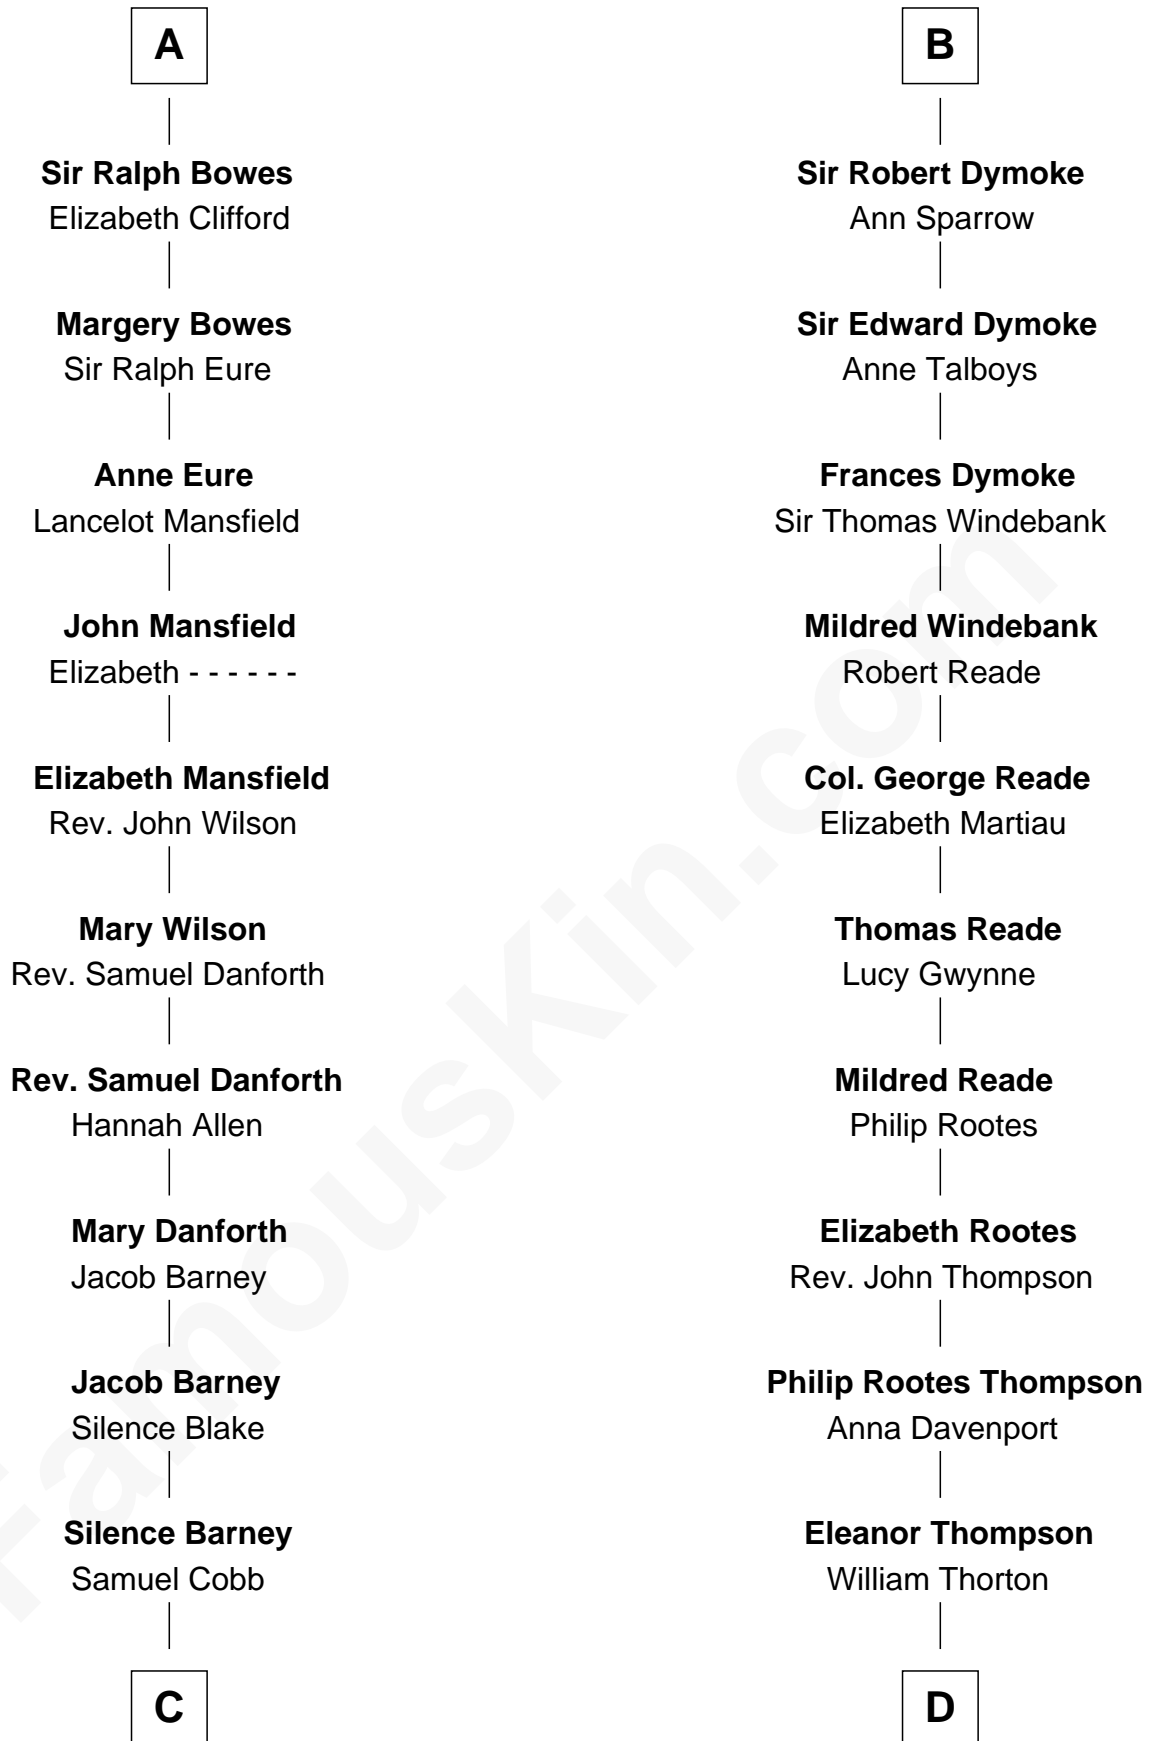 A
Sir Ralph Bowes
Elizabeth Clifford
Margery Bowes
Sir Ralph Eure
Anne Eure
Lancelot Mansfield
John Mansfield
Elizabeth - - - - - -
Elizabeth Mansfield
Rev. John Wilson
Mary Wilson
Rev. Samuel Danforth
Rev. Samuel Danforth
Hannah Allen
Mary Danforth
Jacob Barney
Jacob Barney
Silence Blake
Silence Barney
Samuel Cobb
C
B
Sir Robert Dymoke
Ann Sparrow
Sir Edward Dymoke
Anne Talboys
Frances Dymoke
Sir Thomas Windebank
Mildred Windebank
Robert Reade
Col. George Reade
Elizabeth Martiau
Thomas Reade
Lucy Gwynne
Mildred Reade
Philip Rootes
Elizabeth Rootes
Rev. John Thompson
Philip Rootes Thompson
Anna Davenport
Eleanor Thompson
William Thorton
D
FamousKin.com